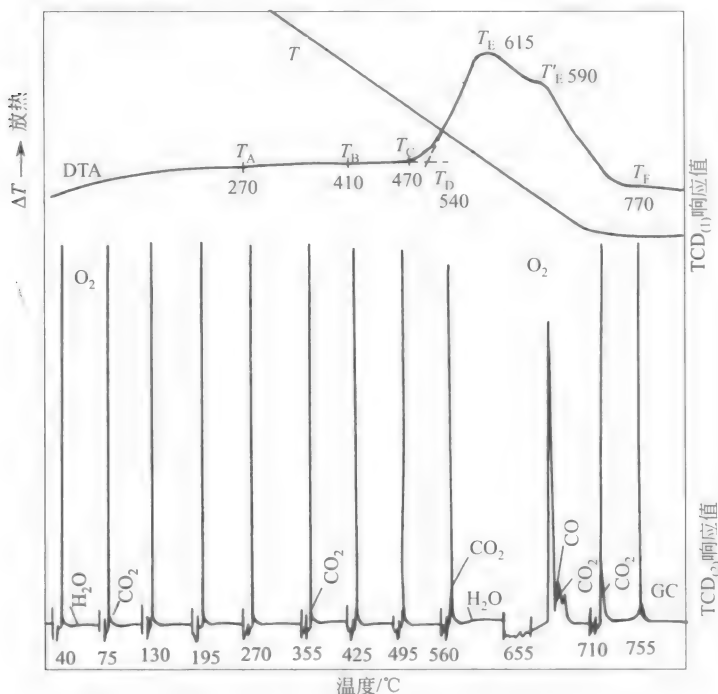 T
T_E 615
T'_E 590
ΔT → 放热
DTA
T_A
270
T_B
410
T_C
470
T_D
540
T_F
770
TCD₍₁₎响应值
O₂
O₂
H₂O
CO₂
CO₂
CO₂
H₂O
CO
CO₂
CO₂
GC
TCD₍₂₎响应值
40 75 130 195 270 355 425 495 560 655 710 755
温度/℃